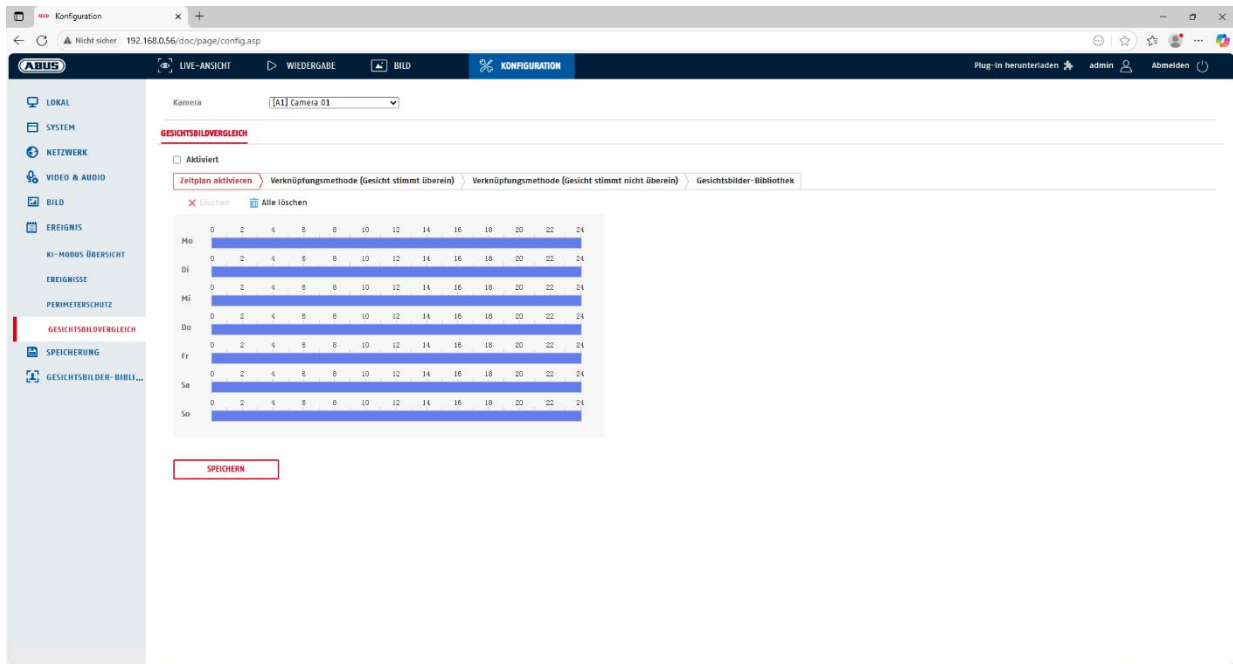 Konfiguration
Nicht sicher 192.168.0.56/doc/page/config.asp
ABUS LIVE-ANSICHT WIEDERGABE BILD KONFIGURATION Plug-in herunterladen admin Abmelden
LOKAL
SYSTEM
NETZWERK
VIDEO & AUDIO
BILD
EREIGNIS
KI-MODUS ÜBERSICHT
EREIGNISSE
PERIMETERSCHUTZ
GESICHTSBILDVERGLEICH
SPEICHERUNG
GESICHTSBILDER-BIBLI...
Kamera [A1] Camera 01
GESICHTSBILDVERGLEICH
Aktiviert
Zeitplan aktivieren Verknüpfungsmethode (Gesicht stimmt überein) Verknüpfungsmethode (Gesicht stimmt nicht überein) Gesichtsbilder-Bibliothek
Löschen Alle löschen
0 2 4 6 8 10 12 14 16 18 20 22 24
Mo
0 2 4 6 8 10 12 14 16 18 20 22 24
Di
0 2 4 6 8 10 12 14 16 18 20 22 24
Mi
0 2 4 6 8 10 12 14 16 18 20 22 24
Do
0 2 4 6 8 10 12 14 16 18 20 22 24
Fr
0 2 4 6 8 10 12 14 16 18 20 22 24
Sa
0 2 4 6 8 10 12 14 16 18 20 22 24
So
SPEICHERN